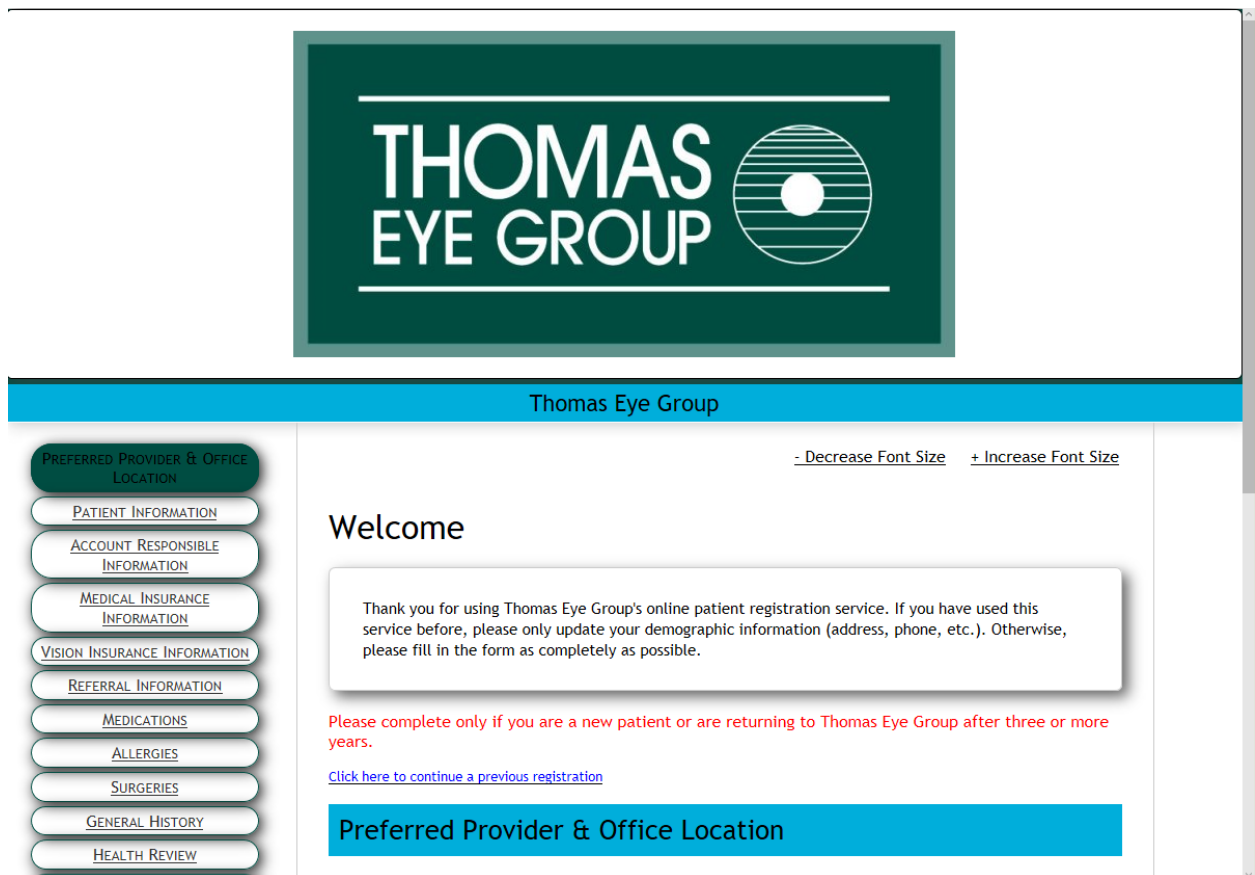 THOMAS
EYE GROUP
Thomas Eye Group
PREFERRED PROVIDER & OFFICE
LOCATION
PATIENT INFORMATION
ACCOUNT RESPONSIBLE
INFORMATION
MEDICAL INSURANCE
INFORMATION
VISION INSURANCE INFORMATION
REFERRAL INFORMATION
MEDICATIONS
ALLERGIES
SURGERIES
GENERAL HISTORY
HEALTH REVIEW
- Decrease Font Size + Increase Font Size
Welcome
Thank you for using Thomas Eye Group's online patient registration service. If you have used this
service before, please only update your demographic information (address, phone, etc.). Otherwise,
please fill in the form as completely as possible.
Please complete only if you are a new patient or are returning to Thomas Eye Group after three or more
years.
Click here to continue a previous registration
Preferred Provider & Office Location